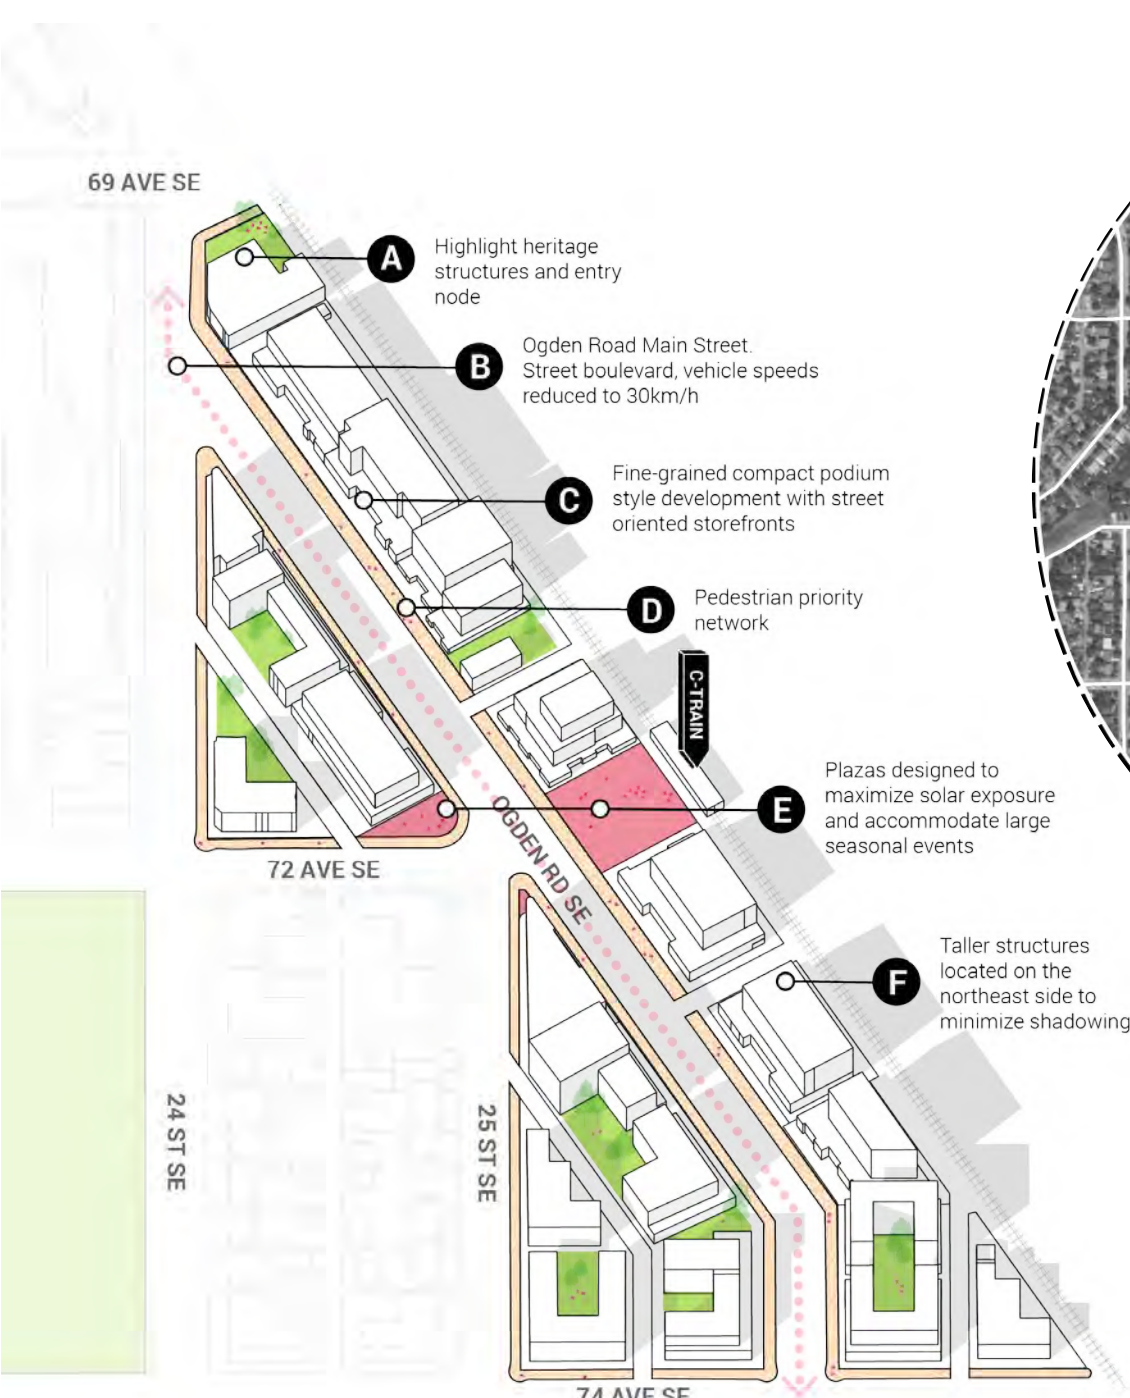 69 AVE SE
A
Highlight heritage
structures and entry
node
B
Ogden Road Main Street.
Street boulevard, vehicle speeds
reduced to 30km/h
C
Fine-grained compact podium
style development with street
oriented storefronts
D
Pedestrian priority
network
C-TRAIN
E
Plazas designed to
maximize solar exposure
and accommodate large
seasonal events
OGDEN RD SE
72 AVE SE
F
Taller structures
located on the
northeast side to
minimize shadowing
24 ST SE
25 ST SE
74 AVE SE